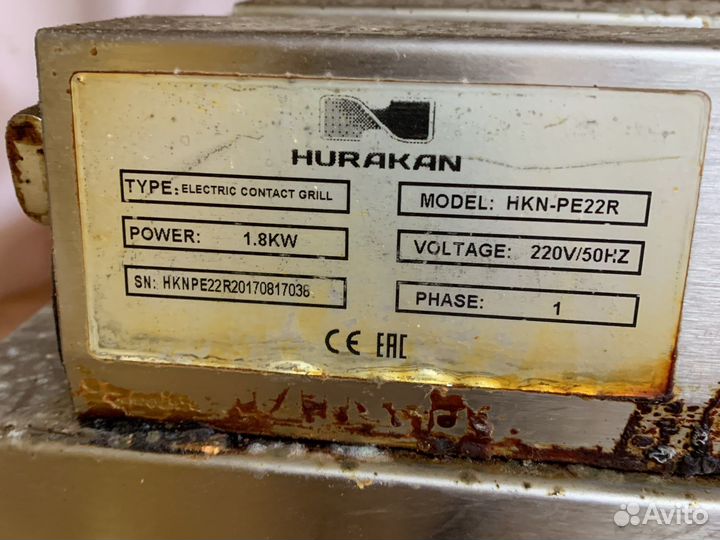 HURAKAN
TYPE: ELECTRIC CONTACT GRILL
MODEL: HKN-PE22R
POWER: 1.8KW
VOLTAGE: 220V/50HZ
SN: HKNPE22R20170817036
PHASE: 1
CE EAC
Avito